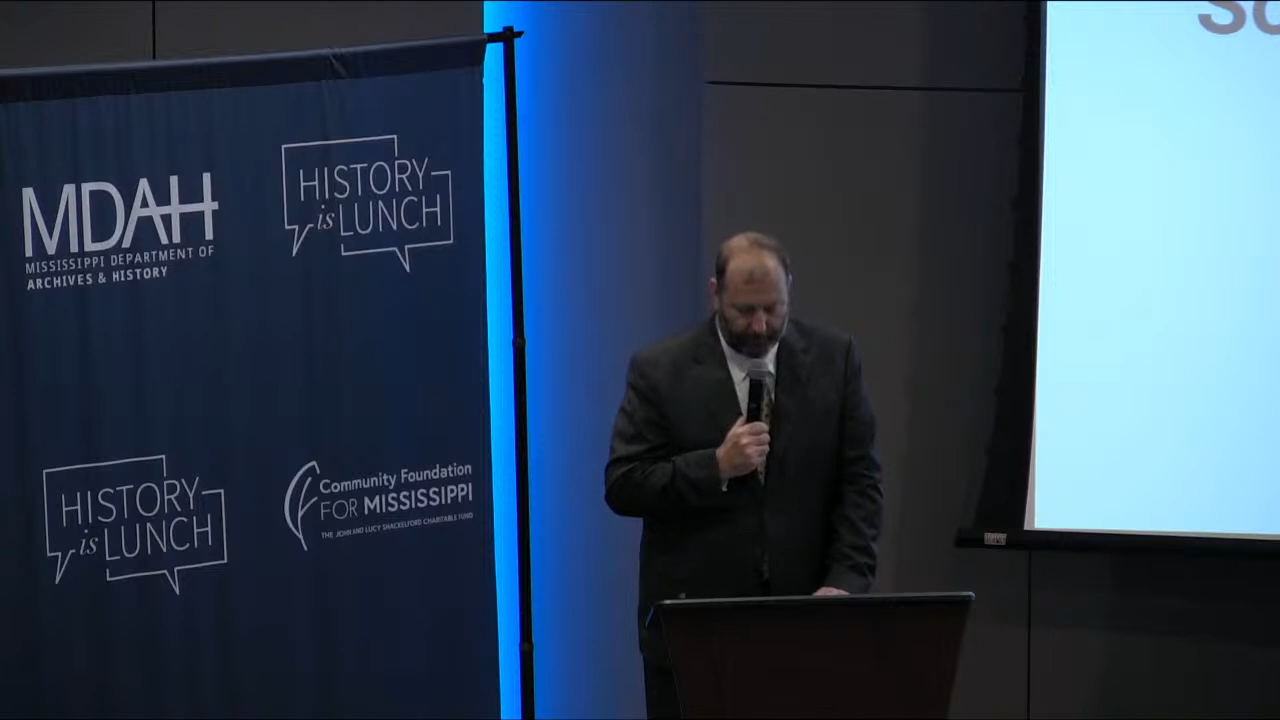 MDAH
MISSISSIPPI DEPARTMENT OF
ARCHIVES & HISTORY
HISTORY
is LUNCH
HISTORY
is LUNCH
Community Foundation
FOR MISSISSIPPI
THE JOHN AND LUCY SHACKELFORD CHARITABLE FUND